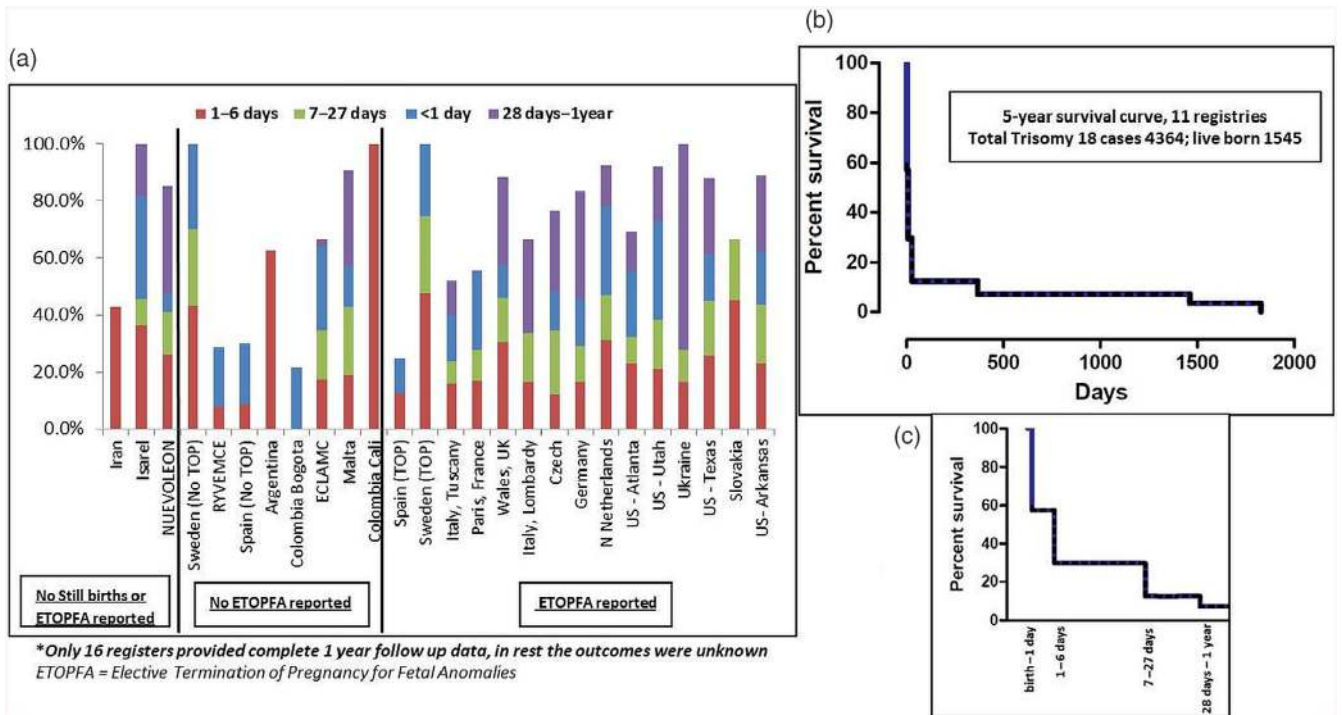 (a)
1–6 days 7–27 days <1 day 28 days–1year
100.0%
80.0%
60.0%
40.0%
20.0%
0.0%
Iran
Isarel
NUEVOLEON
Sweden (No TOP)
RYVEMCE
Spain (No TOP)
Argentina
Colombia Bogota
ECLAMC
Malta
Colombia Cali
Spain (TOP)
Sweden (TOP)
Italy, Tuscany
Paris, France
Wales, UK
Italy, Lombardy
Czech
Germany
N Netherlands
US - Atlanta
US - Utah
Ukraine
US - Texas
Slovakia
US- Arkansas
No Still births or
ETOPFA reported
No ETOPFA reported
ETOPFA reported
*Only 16 registers provided complete 1 year follow up data, in rest the outcomes were unknown
ETOPFA = Elective Termination of Pregnancy for Fetal Anomalies
(b)
Percent survival
100
80
60
40
20
0
5-year survival curve, 11 registries
Total Trisomy 18 cases 4364; live born 1545
0 500 1000 1500 2000
Days
(c)
Percent survival
100
80
60
40
20
0
birth–1 day
1–6 days
7–27 days
28 days – 1 year